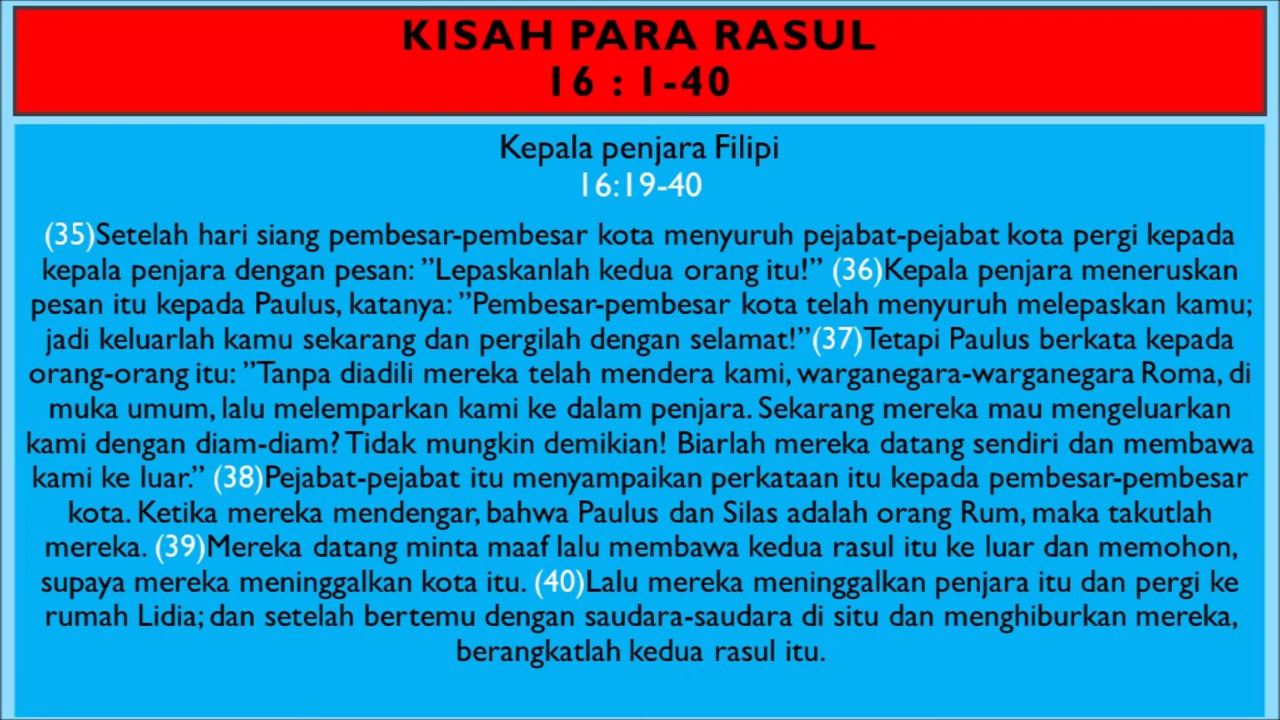 KISAH PARA RASUL
16 : 1-40
Kepala penjara Filipi
16:19-40
(35)Setelah hari siang pembesar-pembesar kota menyuruh pejabat-pejabat kota pergi kepada
kepala penjara dengan pesan: ”Lepaskanlah kedua orang itu!” (36)Kepala penjara meneruskan
pesan itu kepada Paulus, katanya: ”Pembesar-pembesar kota telah menyuruh melepaskan kamu;
jadi keluarlah kamu sekarang dan pergilah dengan selamat!”(37)Tetapi Paulus berkata kepada
orang-orang itu: ”Tanpa diadili mereka telah mendera kami, warganegara-warganegara Roma, di
muka umum, lalu melemparkan kami ke dalam penjara. Sekarang mereka mau mengeluarkan
kami dengan diam-diam? Tidak mungkin demikian! Biarlah mereka datang sendiri dan membawa
kami ke luar.” (38)Pejabat-pejabat itu menyampaikan perkataan itu kepada pembesar-pembesar
kota. Ketika mereka mendengar, bahwa Paulus dan Silas adalah orang Rum, maka takutlah
mereka. (39)Mereka datang minta maaf lalu membawa kedua rasul itu ke luar dan memohon,
supaya mereka meninggalkan kota itu. (40)Lalu mereka meninggalkan penjara itu dan pergi ke
rumah Lidia; dan setelah bertemu dengan saudara-saudara di situ dan menghiburkan mereka,
berangkatlah kedua rasul itu.